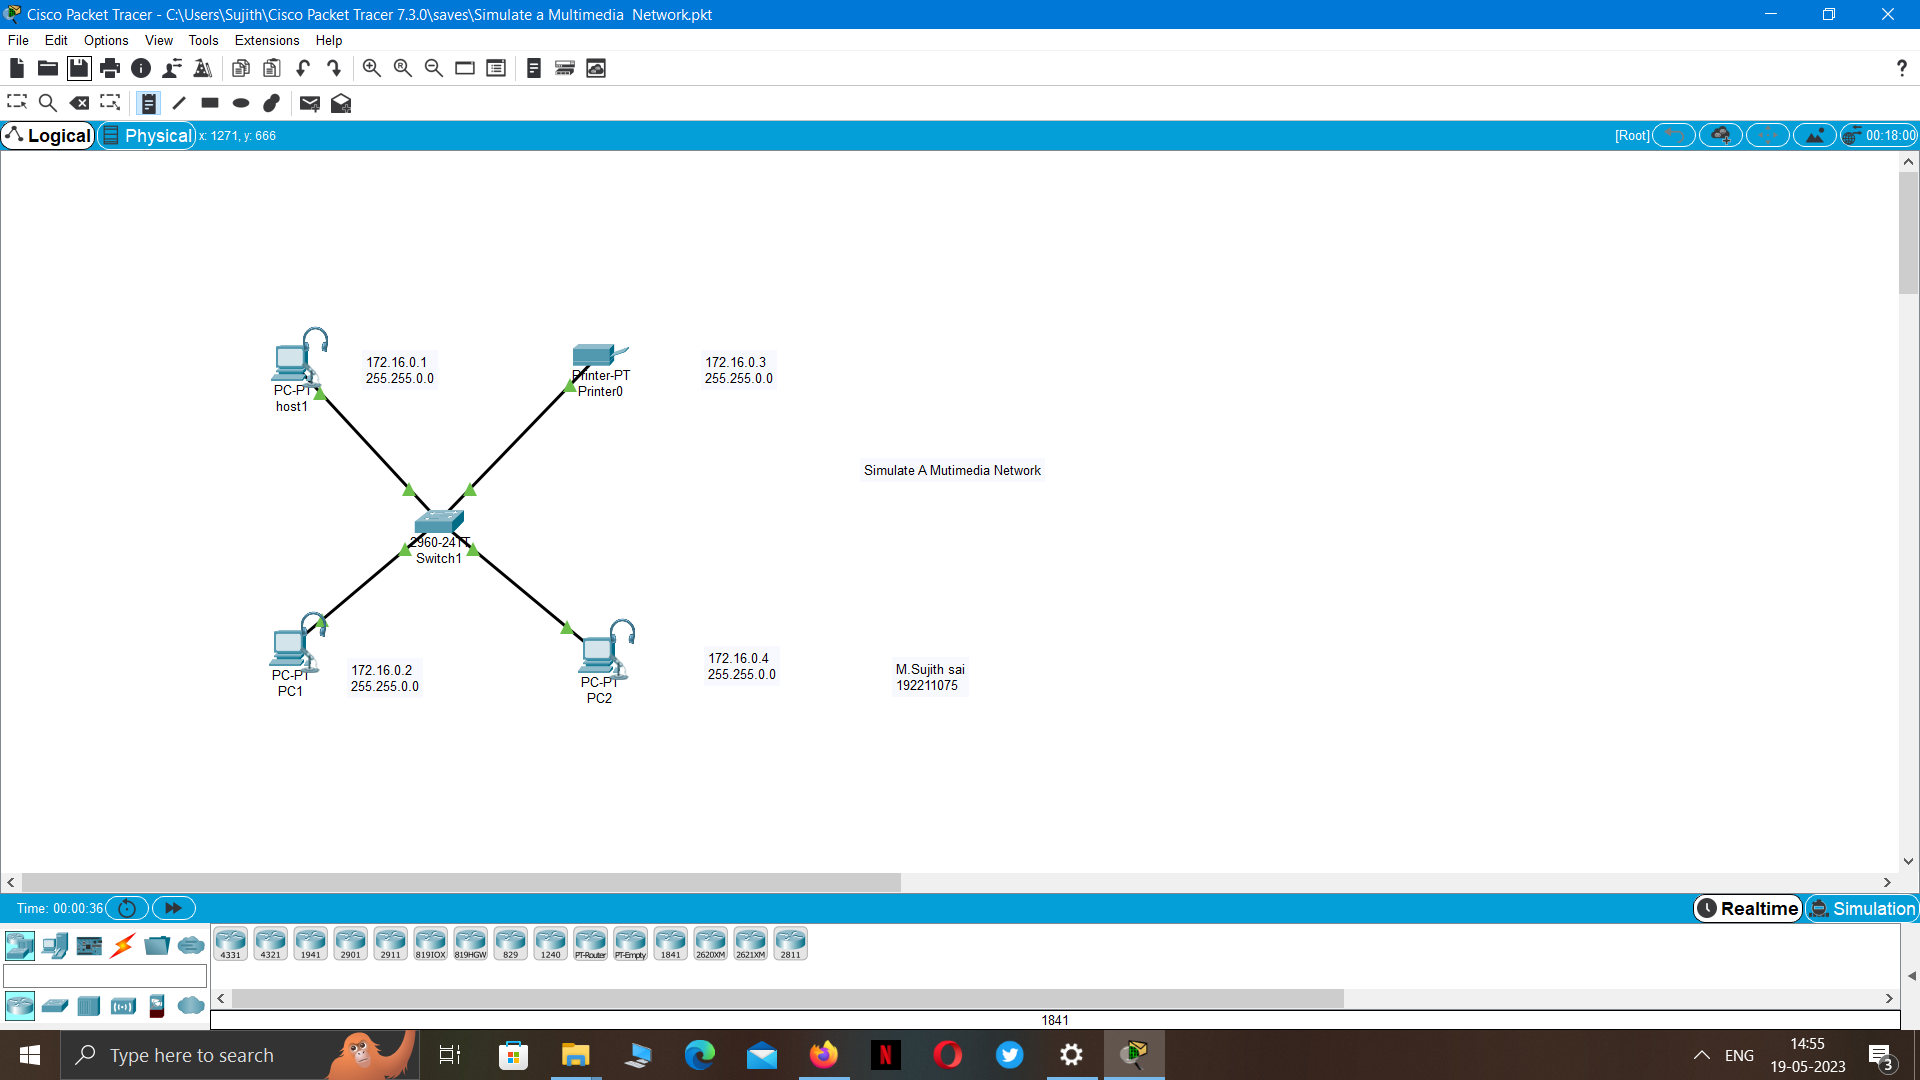 Cisco Packet Tracer - C:\Users\Sujith\Cisco Packet Tracer 7.3.0\saves\Simulate a Multimedia  Network.pkt
File Edit Options View Tools Extensions Help
?
Logical Physical x: 1271, y: 666 [Root] 00:18:00
172.16.0.1
255.255.0.0
PC-PT
host1
Printer-PT
Printer0
172.16.0.3
255.255.0.0
Simulate A Mutimedia Network
2960-24TT
Switch1
PC-PT
PC1
172.16.0.2
255.255.0.0
PC-PT
PC2
172.16.0.4
255.255.0.0
M.Sujith sai
192211075
Time: 00:00:36 Realtime Simulation
4331 4321 1941 2901 2911 819IOX 819HGW 829 1240 PT-Router PT-Empty 1841 2620XM 2621XM 2811
1841
Type here to search
N
ENG
14:55
19-05-2023
3